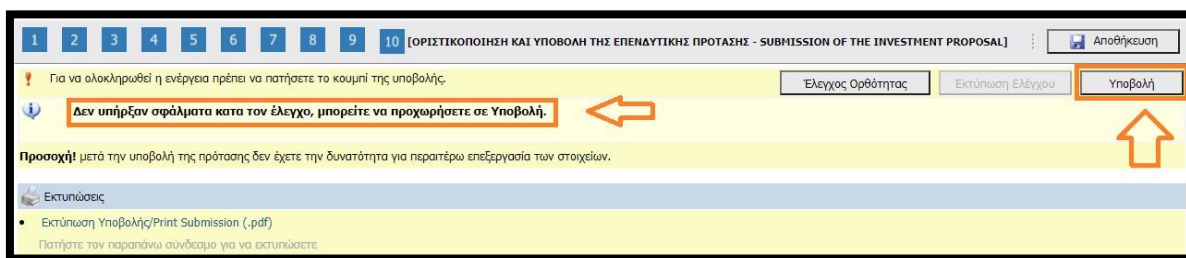 1 2 3 4 5 6 7 8 9 10 [ΟΡΙΣΤΙΚΟΠΟΙΗΣΗ ΚΑΙ ΥΠΟΒΟΛΗ ΤΗΣ ΕΠΕΝΔΥΤΙΚΗΣ ΠΡΟΤΑΣΗΣ - SUBMISSION OF THE INVESTMENT PROPOSAL] Αποθήκευση
Για να ολοκληρωθεί η ενέργεια πρέπει να πατήσετε το κουμπί της υποβολής. Έλεγχος Ορθότητας Εκτύπωση Ελέγχου Υποβολή
Δεν υπήρξαν σφάλματα κατα τον έλεγχο, μπορείτε να προχωρήσετε σε Υποβολή.
Προσοχή! μετά την υποβολή της πρότασης δεν έχετε την δυνατότητα για περαιτέρω επεξεργασία των στοιχείων.
Εκτυπώσεις
• Εκτύπωση Υποβολής/Print Submission (.pdf)
Πατήστε τον παραπάνω σύνδεσμο για να εκτυπώσετε